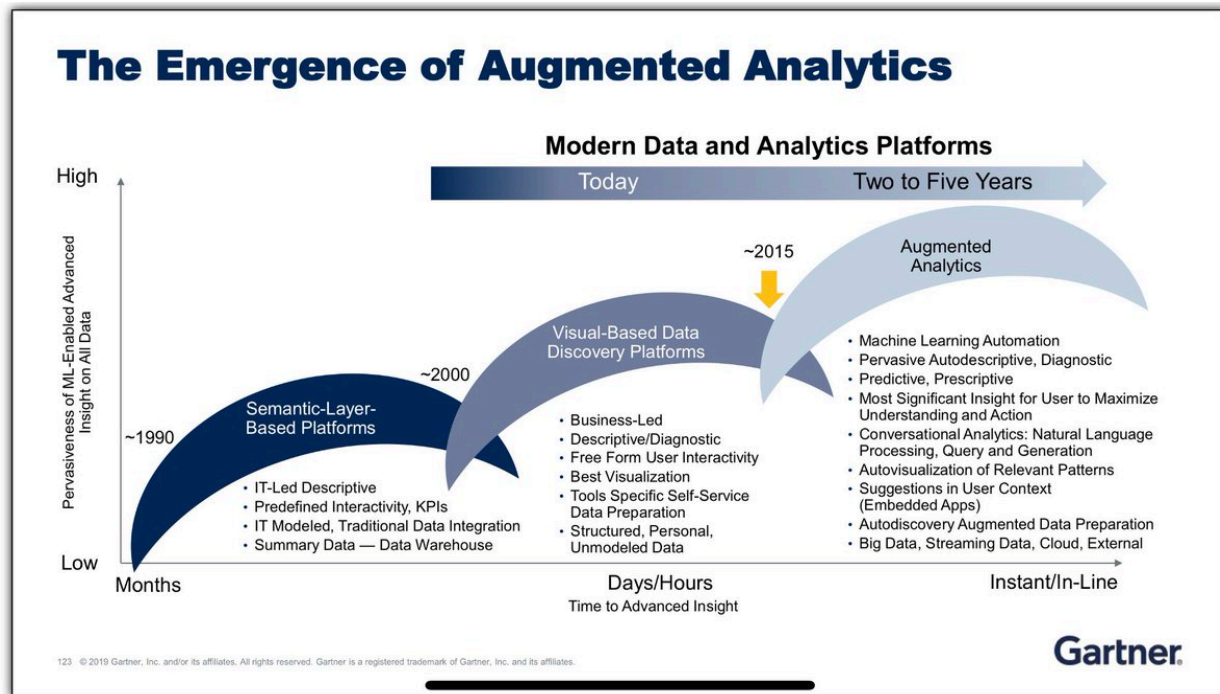 The Emergence of Augmented Analytics
Modern Data and Analytics Platforms
Today
Two to Five Years
High
Pervasiveness of ML-Enabled Advanced
Insight on All Data
Low
~1990
Semantic-Layer-
Based Platforms
• IT-Led Descriptive
• Predefined Interactivity, KPIs
• IT Modeled, Traditional Data Integration
• Summary Data — Data Warehouse
~2000
Visual-Based Data
Discovery Platforms
• Business-Led
• Descriptive/Diagnostic
• Free Form User Interactivity
• Best Visualization
• Tools Specific Self-Service
Data Preparation
• Structured, Personal,
Unmodeled Data
~2015
Augmented
Analytics
• Machine Learning Automation
• Pervasive Autodescriptive, Diagnostic
• Predictive, Prescriptive
• Most Significant Insight for User to Maximize
Understanding and Action
• Conversational Analytics: Natural Language
Processing, Query and Generation
• Autovisualization of Relevant Patterns
• Suggestions in User Context
(Embedded Apps)
• Autodiscovery Augmented Data Preparation
• Big Data, Streaming Data, Cloud, External
Months
Days/Hours
Instant/In-Line
Time to Advanced Insight
123 © 2019 Gartner, Inc. and/or its affiliates. All rights reserved. Gartner is a registered trademark of Gartner, Inc. and its affiliates.
Gartner.